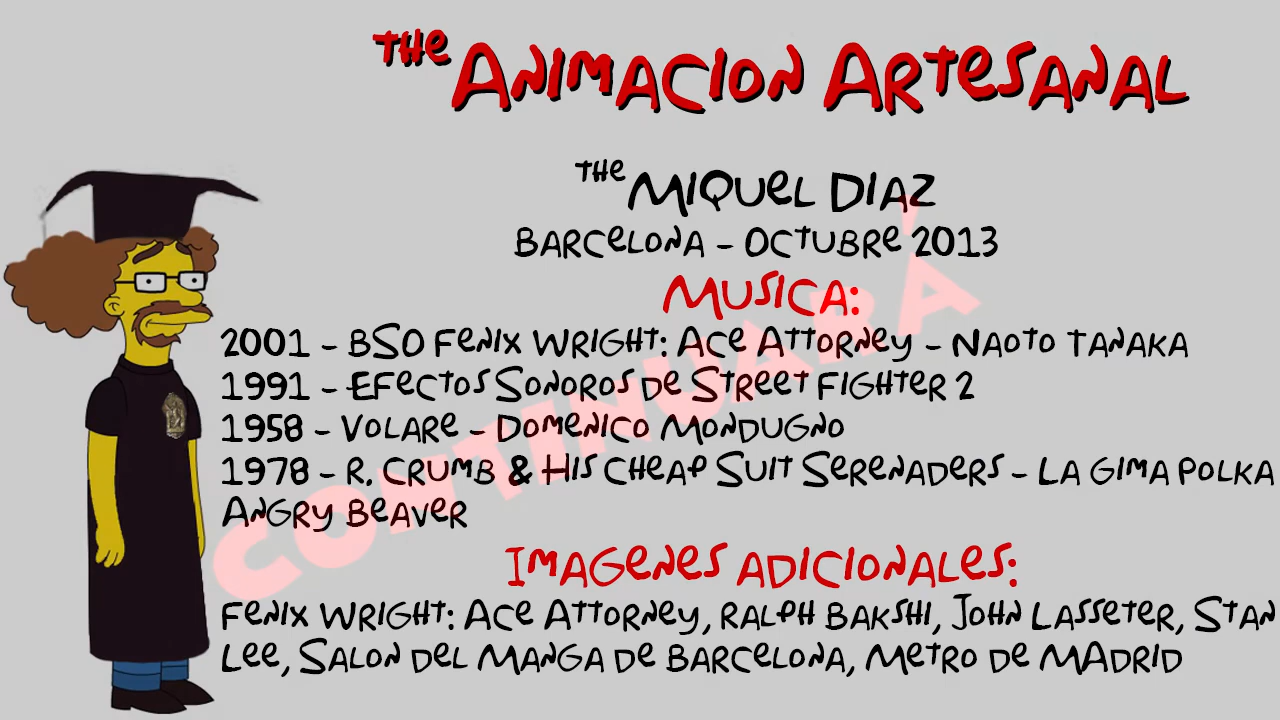 The Animacion Artesanal
The Miquel Diaz
Barcelona - Octubre 2013
Musica:
2001 - BSO Fenix Wright: Ace Attorney - Naoto Tanaka
1991 - Efectos Sonoros de Street Fighter 2
1958 - Volare - Domenico Mondugno
1978 - R. Crumb & His Cheap Suit Serenaders - La Gima Polka
Angry Beaver
CONTINUARÁ
Imagenes adicionales:
Fenix Wright: Ace Attorney, Ralph Bakshi, John Lasseter, Stan
Lee, Salon del Manga de Barcelona, Metro de Madrid